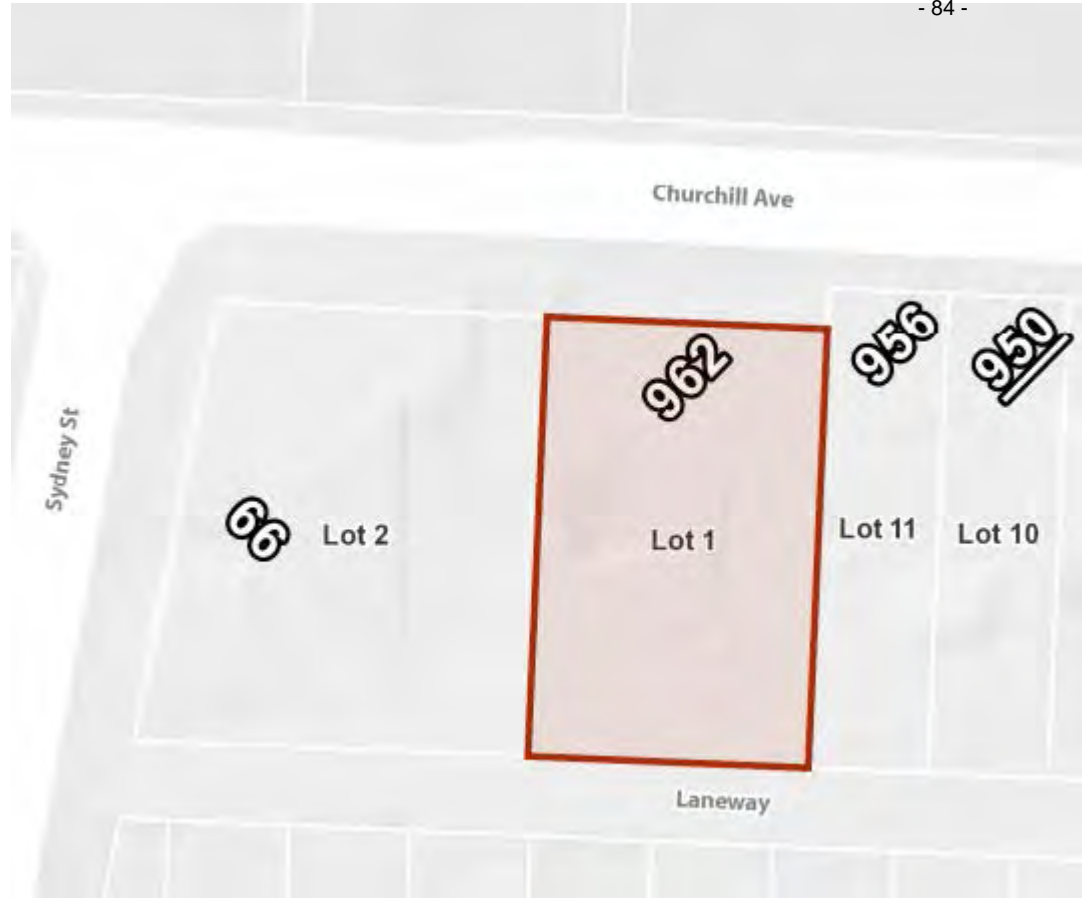 - 84 -
Churchill Ave
962
956
950
Sydney St
66
Lot 2
Lot 1
Lot 11
Lot 10
Laneway